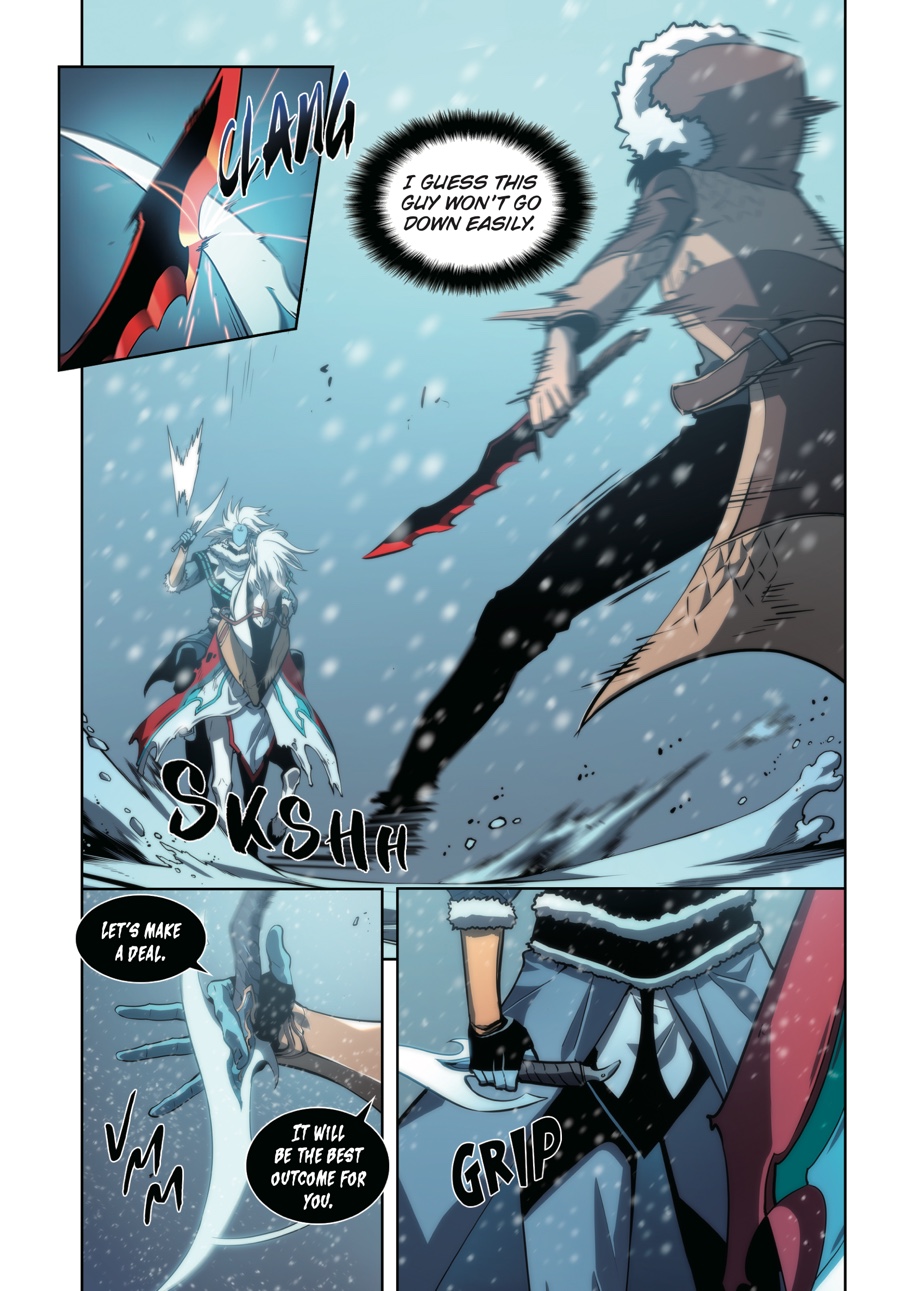 CLANG
I GUESS THIS
GUY WON'T GO
DOWN EASILY.
SKSHH
LET'S MAKE
A DEAL.
VMM
IT WILL
BE THE BEST
OUTCOME FOR
YOU.
GRIP